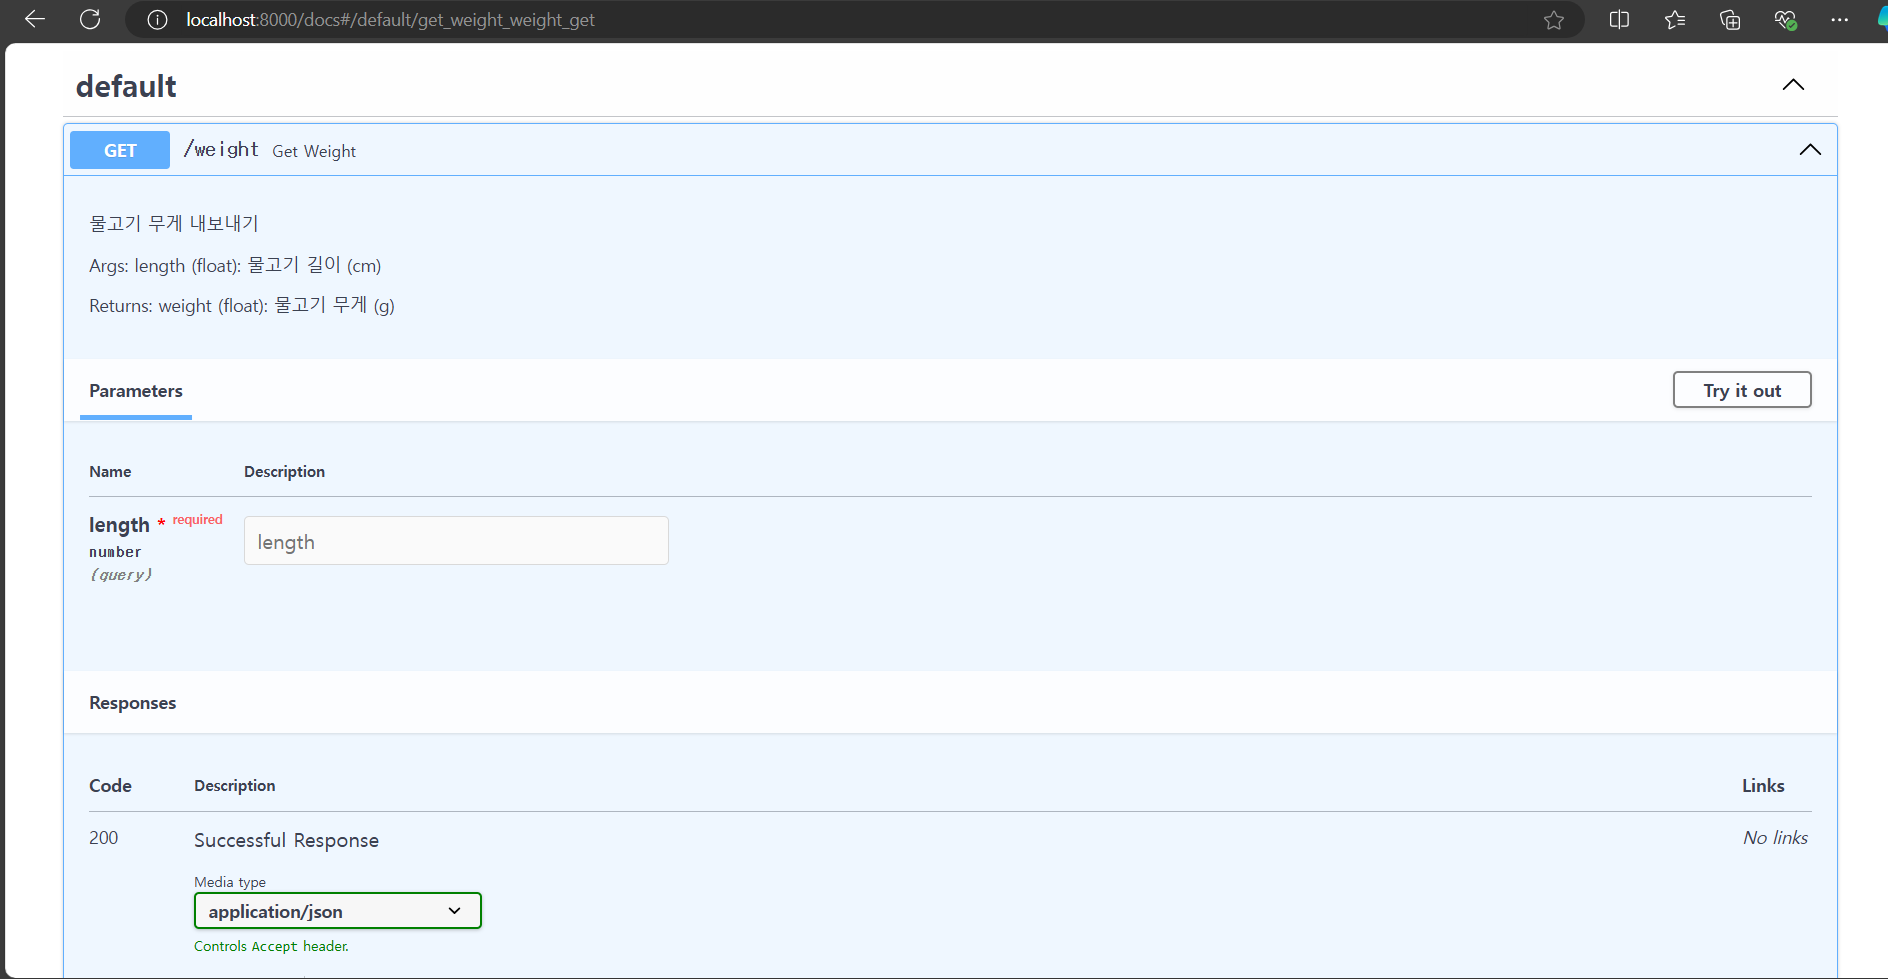 localhost:8000/docs#/default/get_weight_weight_get
default
GET /weight Get Weight
물고기 무게 내보내기
Args: length (float): 물고기 길이 (cm)
Returns: weight (float): 물고기 무게 (g)
Parameters
Try it out
Name Description
length * required
number
(query)
length
Responses
Code Description Links
200 Successful Response No links
Media type
application/json
Controls Accept header.